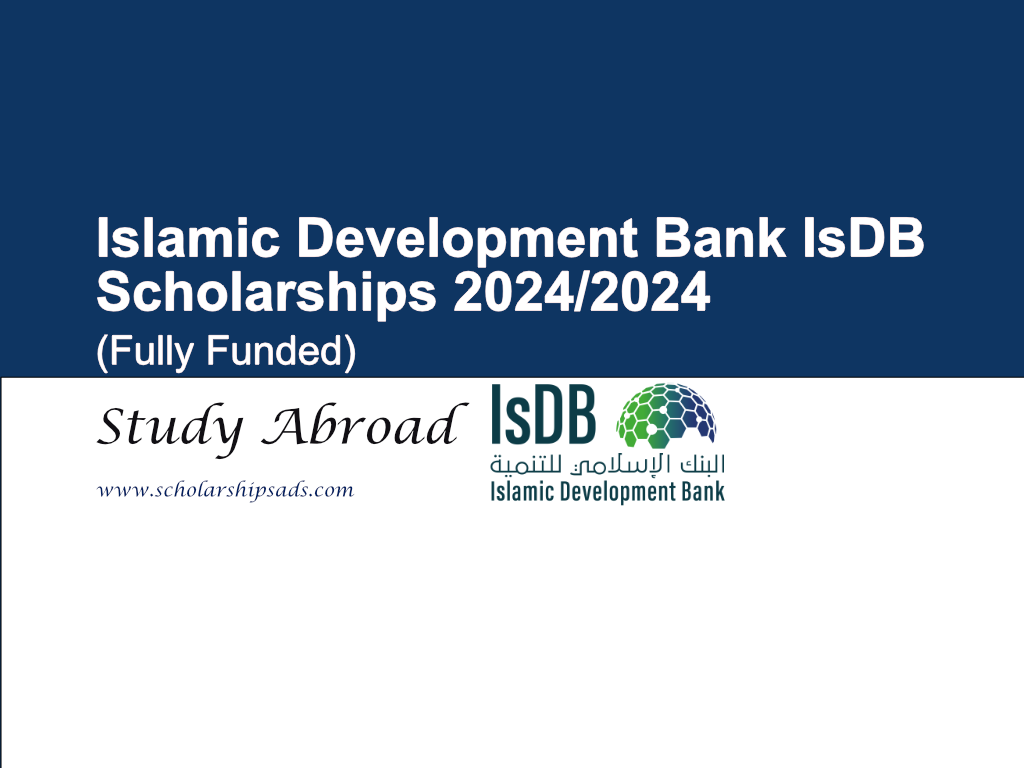 Islamic Development Bank IsDB
Scholarships 2024/2024
(Fully Funded)
Study Abroad
www.scholarshipsads.com
IsDB
البنك الإسلامي للتنمية
Islamic Development Bank